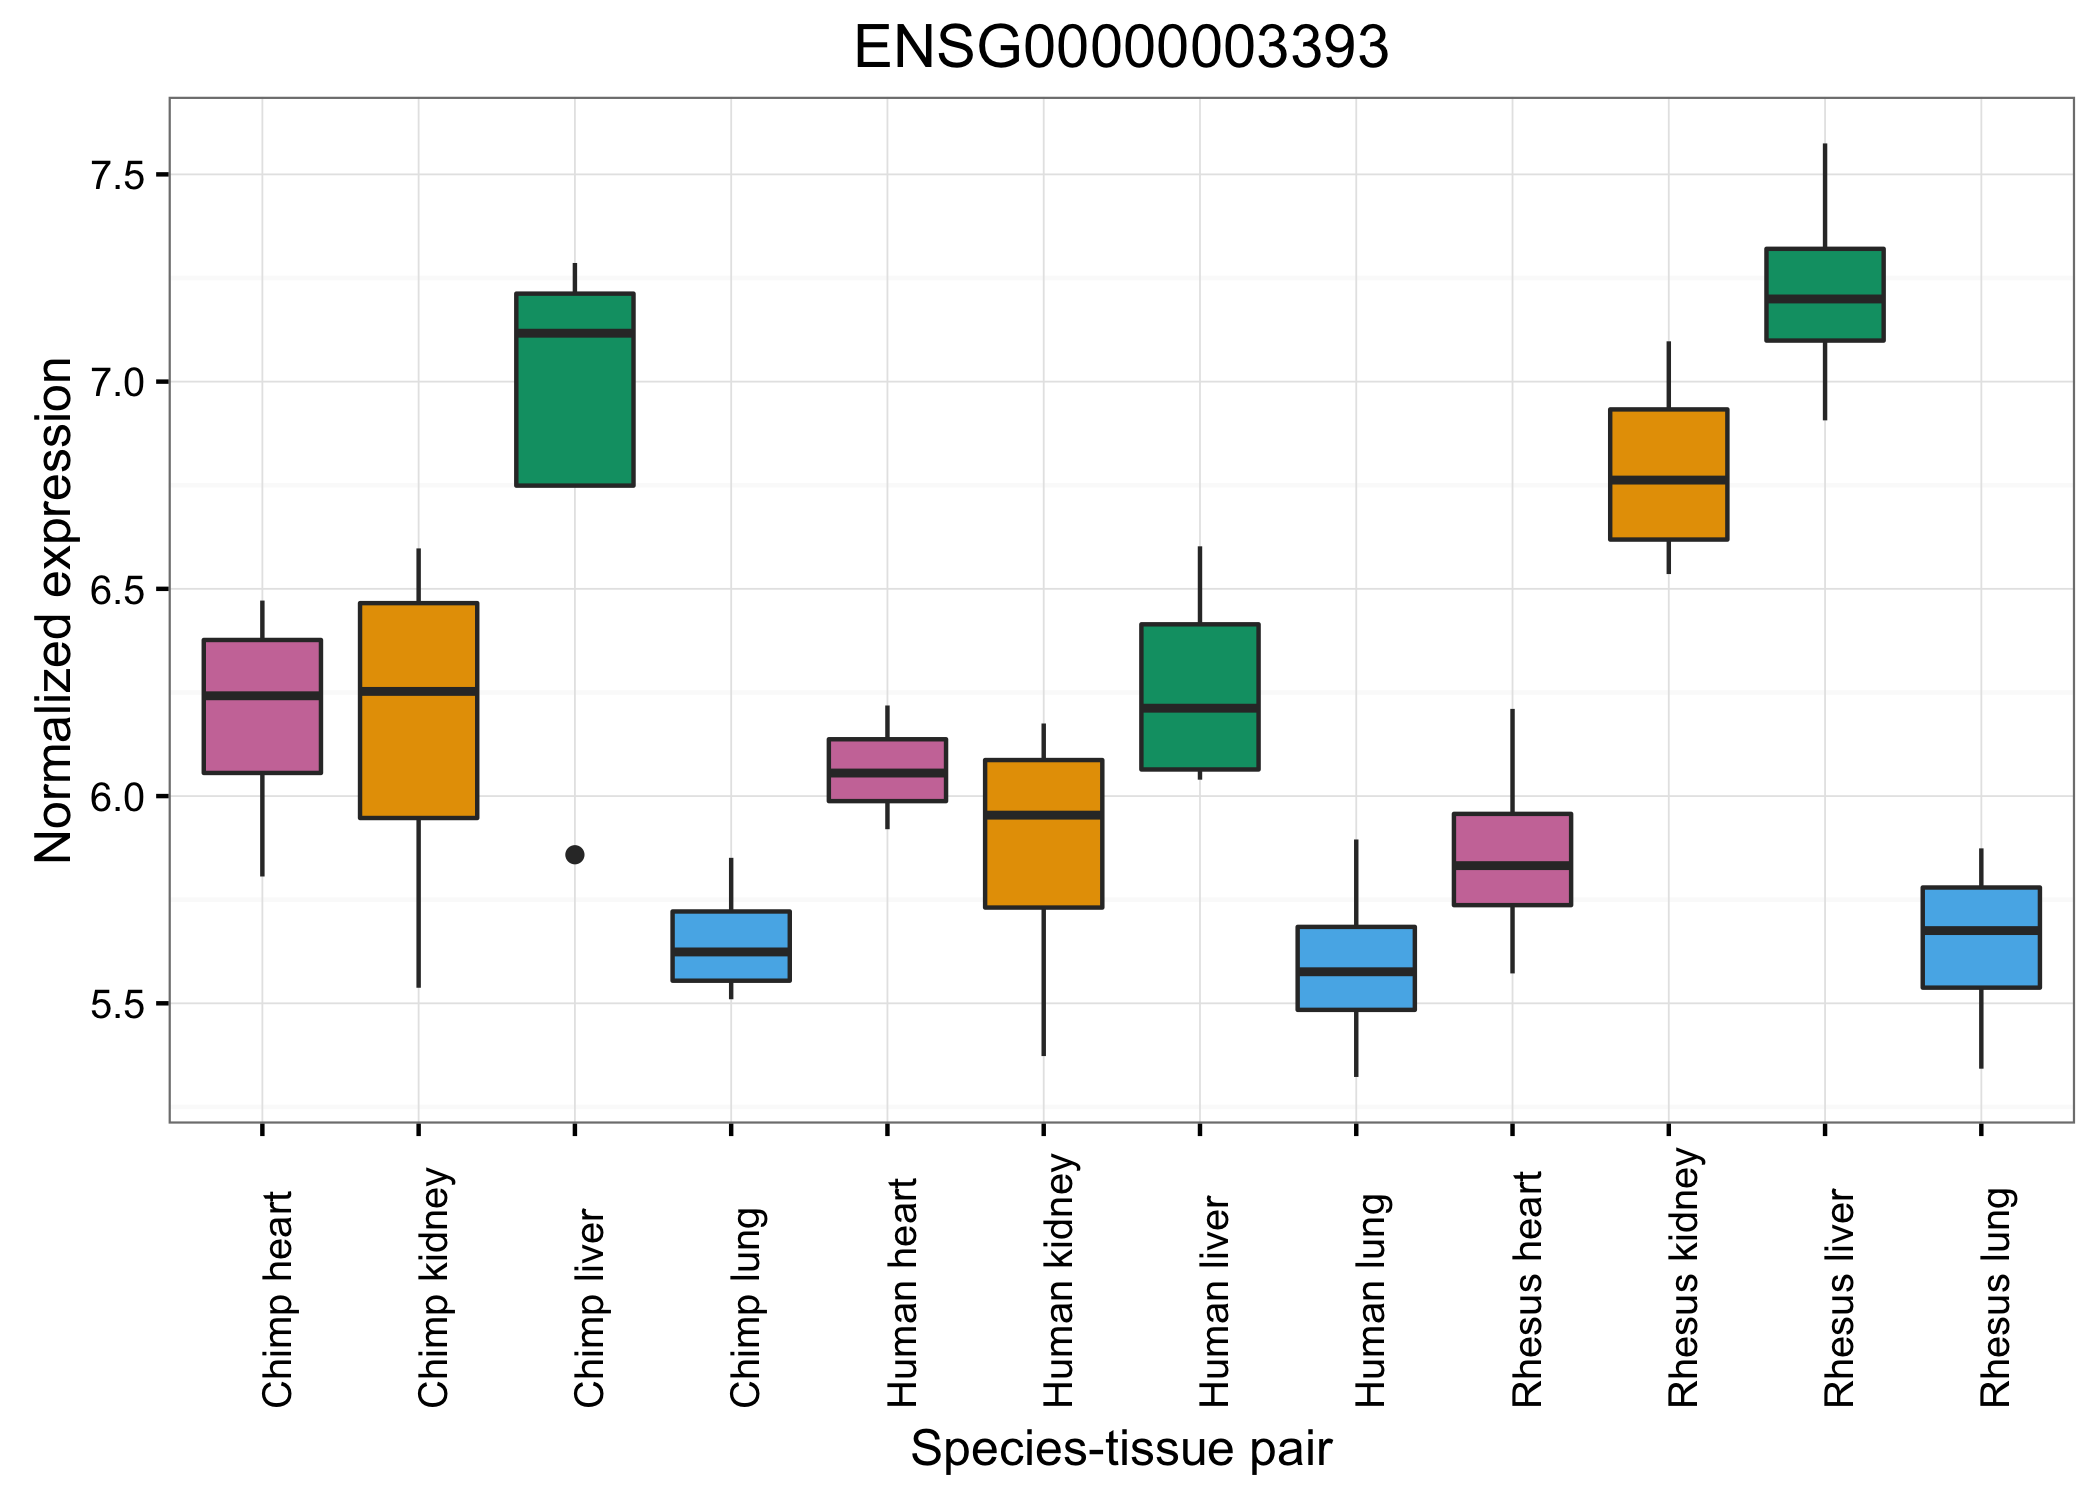 ENSG00000003393
Normalized expression
7.5
7.0
6.5
6.0
5.5
Chimp heart
Chimp kidney
Chimp liver
Chimp lung
Human heart
Human kidney
Human liver
Human lung
Rhesus heart
Rhesus kidney
Rhesus liver
Rhesus lung
Species-tissue pair